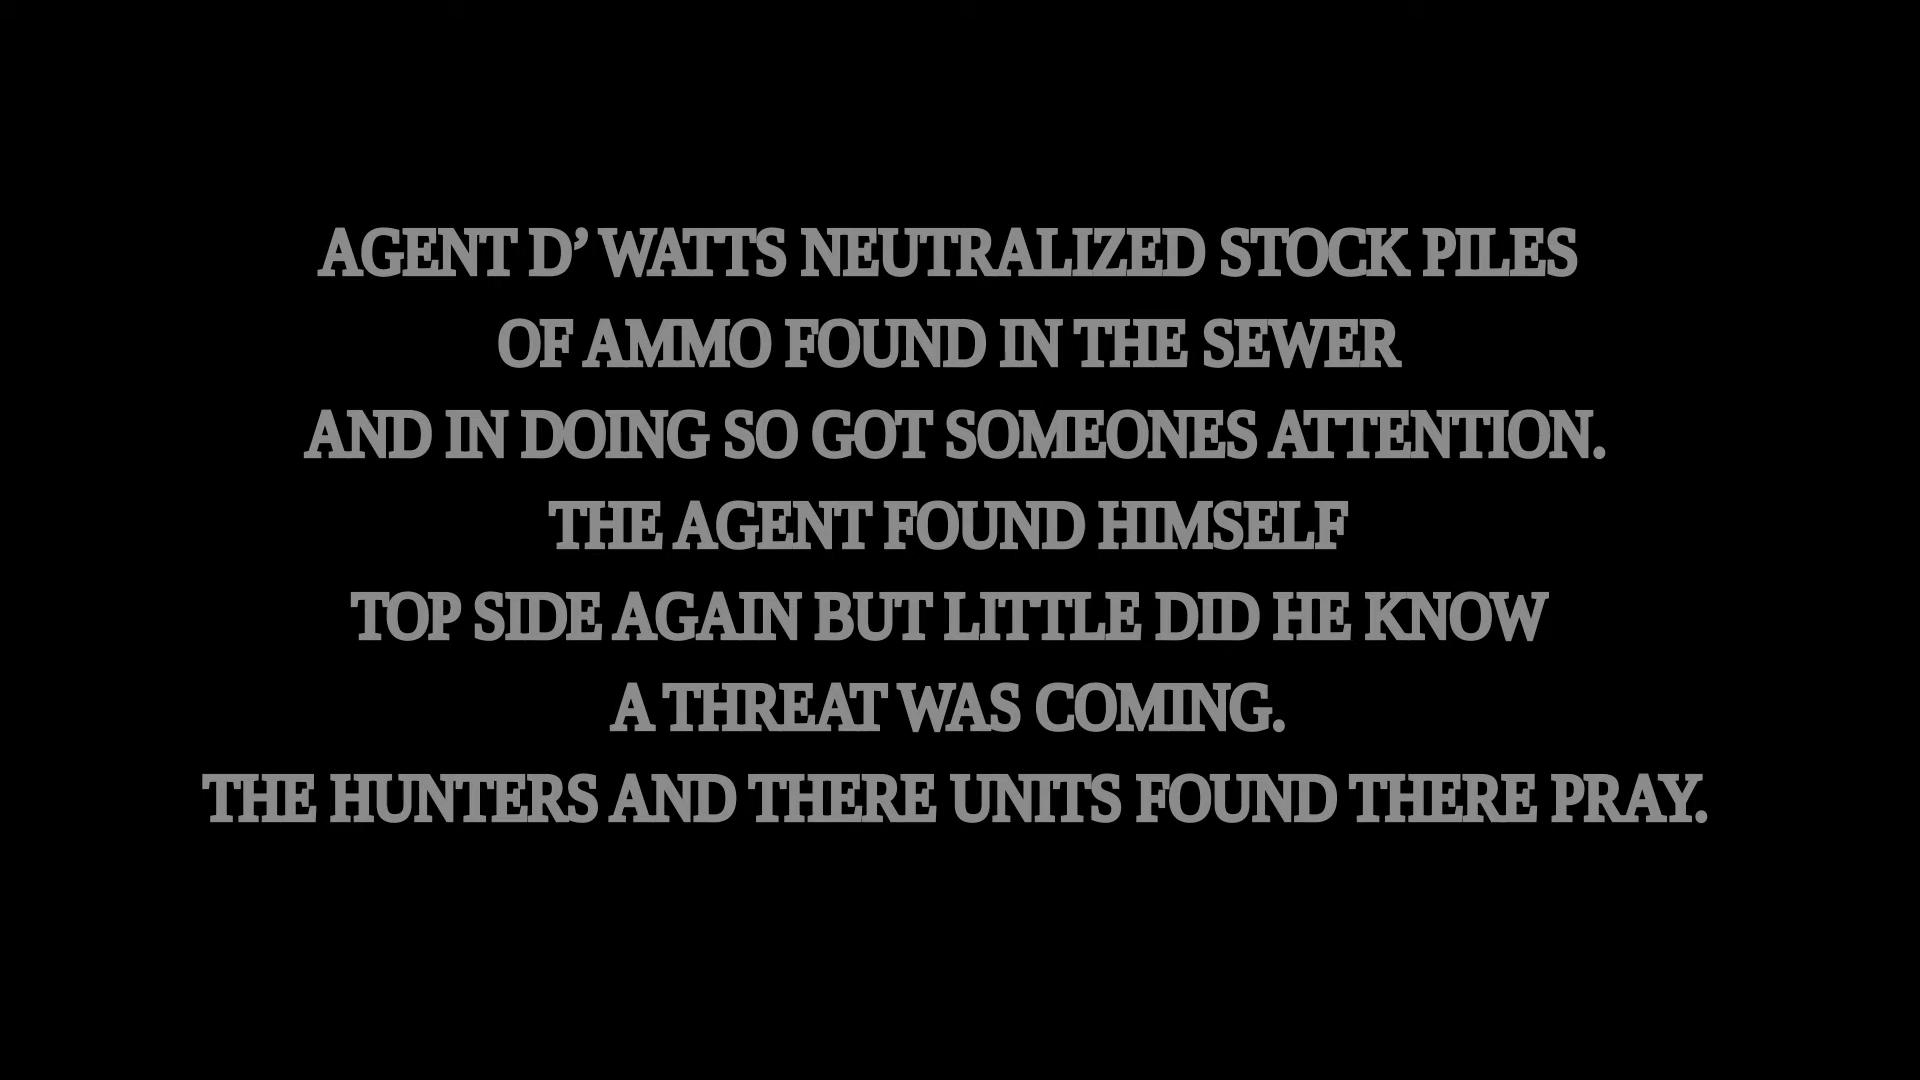 AGENT D’ WATTS NEUTRALIZED STOCK PILES
OF AMMO FOUND IN THE SEWER
AND IN DOING SO GOT SOMEONES ATTENTION.
THE AGENT FOUND HIMSELF
TOP SIDE AGAIN BUT LITTLE DID HE KNOW
A THREAT WAS COMING.
THE HUNTERS AND THERE UNITS FOUND THERE PRAY.